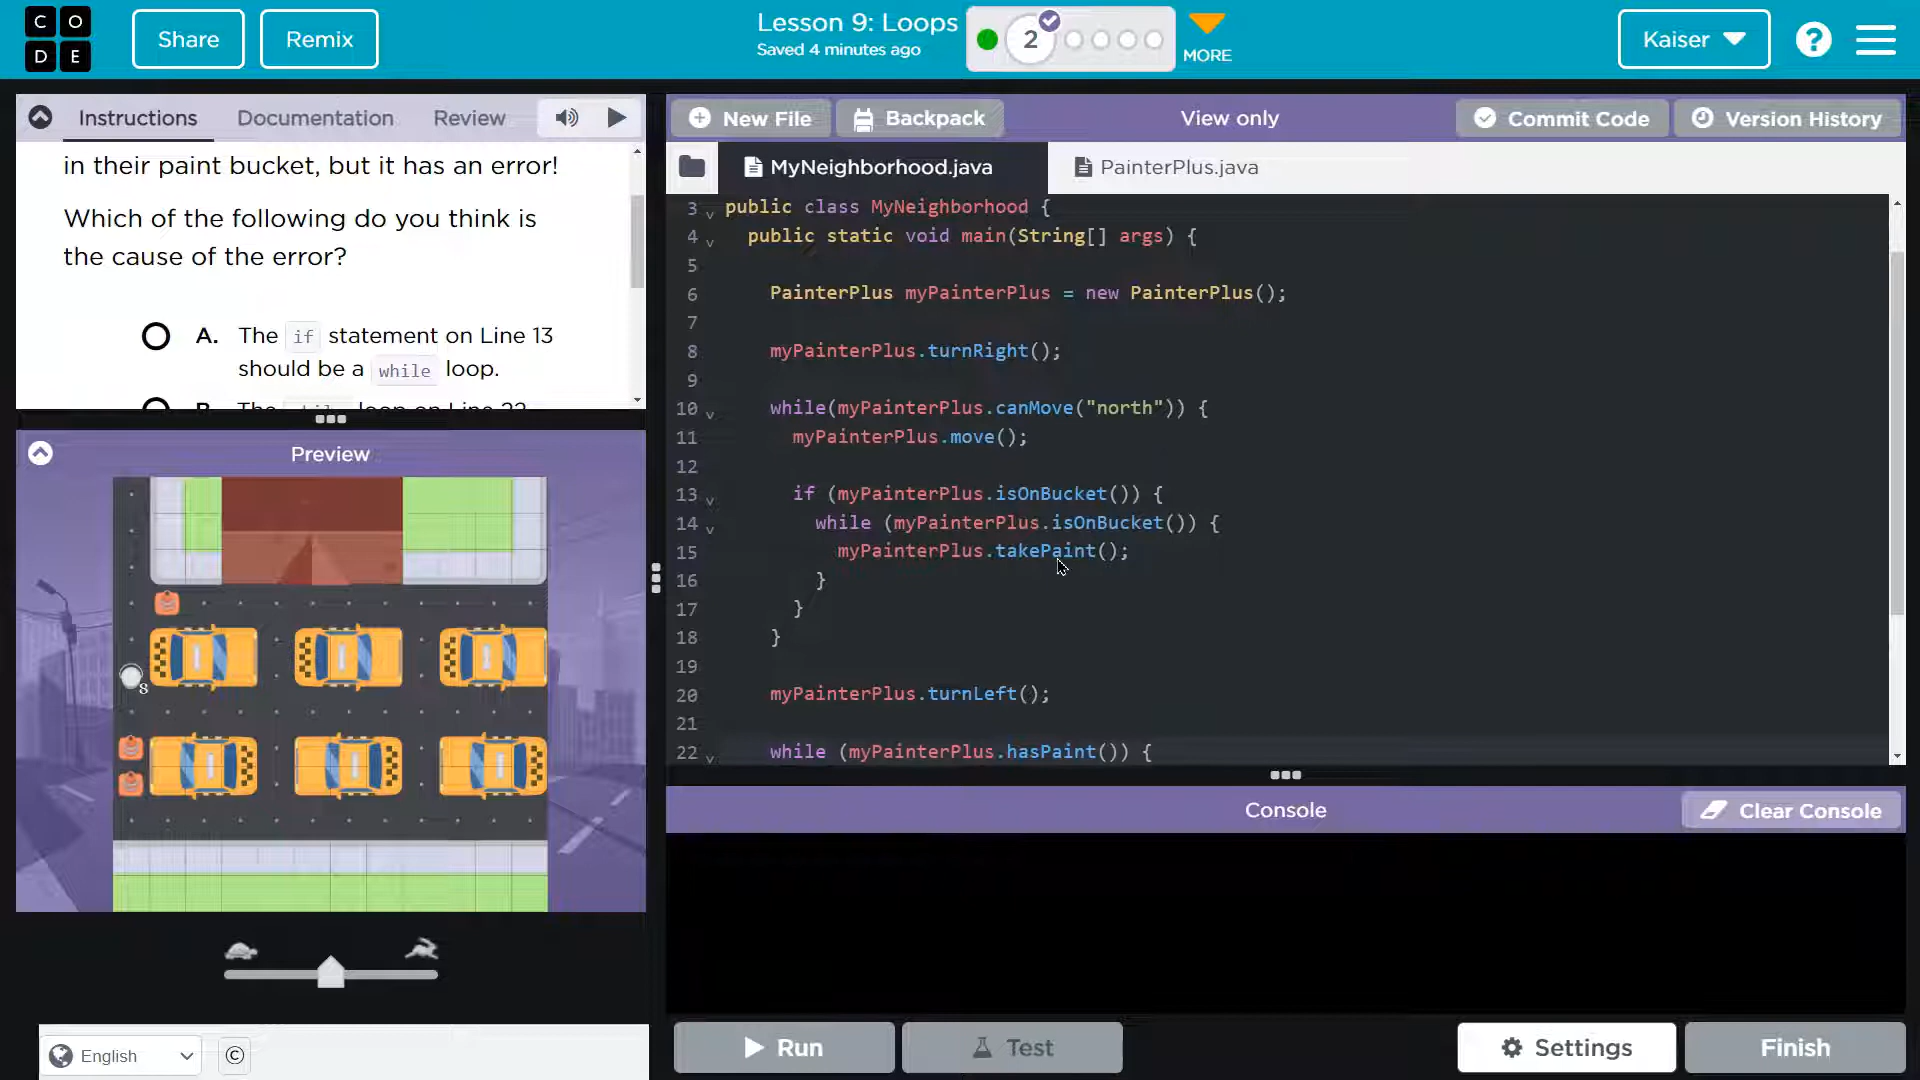 CODE
Share
Remix
Lesson 9: Loops
Saved 4 minutes ago
2
MORE
Kaiser
?
Instructions
Documentation
Review
in their paint bucket, but it has an error!
Which of the following do you think is
the cause of the error?
A. The if statement on Line 13
should be a while loop.
Preview
8
English
©
New File
Backpack
View only
Commit Code
Version History
MyNeighborhood.java
PainterPlus.java
3 public class MyNeighborhood {
4 public static void main(String[] args) {
5
6 PainterPlus myPainterPlus = new PainterPlus();
7
8 myPainterPlus.turnRight();
9
10 while(myPainterPlus.canMove("north")) {
11 myPainterPlus.move();
12
13 if (myPainterPlus.isOnBucket()) {
14 while (myPainterPlus.isOnBucket()) {
15 myPainterPlus.takePaint();
16 }
17 }
18 }
19
20 myPainterPlus.turnLeft();
21
22 while (myPainterPlus.hasPaint()) {
Console
Clear Console
Run
Test
Settings
Finish